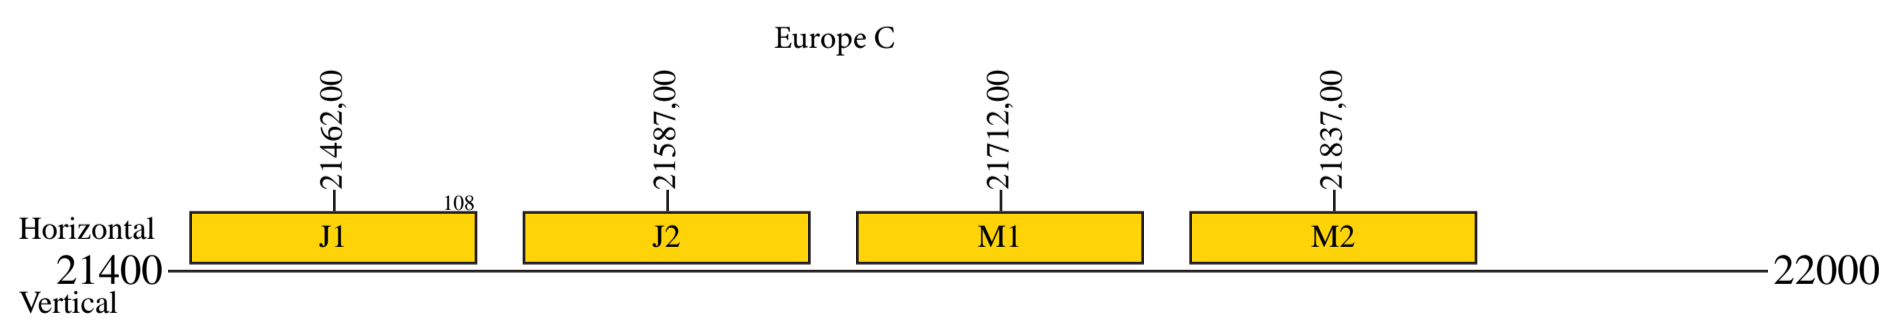 Europe C
21462,00
21587,00
21712,00
21837,00
108
Horizontal
J1
J2
M1
M2
21400
22000
Vertical